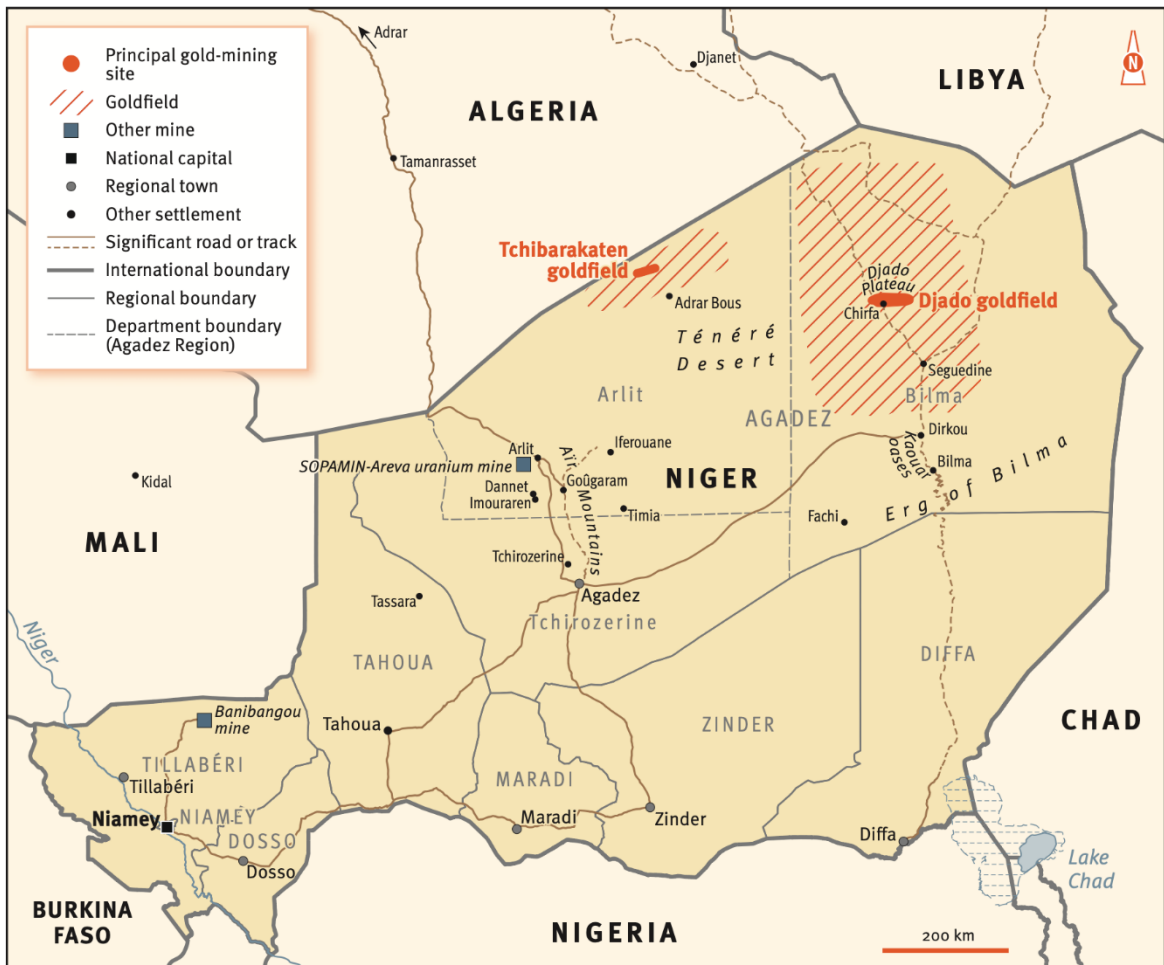 Principal gold-mining
site
Goldfield
Other mine
National capital
Regional town
Other settlement
Significant road or track
International boundary
Regional boundary
Department boundary
(Agadez Region)
Adrar
Djanet
N
LIBYA
ALGERIA
Tamanrasset
Tchibarakaten
goldfield
Adrar Bous
Djado
Plateau
Djado goldfield
Chirfa
Ténéré
Desert
Seguedine
Arlit
Bilma
AGADEZ
Dirkou
Kaouar
oases
Bilma
Erg of Bilma
Fachi
Iferouane
Arlit
SOPAMIN-Areva uranium mine
Aïr Mountains
Goûgaram
Dannet
Imouraren
Timia
NIGER
Kidal
MALI
Tchirozerine
Agadez
Tassara
Tchirozerine
TAHOUA
DIFFA
Niger
Banibangou
mine
Tahoua
ZINDER
CHAD
TILLABÉRI
Tillabéri
MARADI
Niamey
NIAMÉY
Maradi
Zinder
DOSSO
Dosso
Diffa
Lake
Chad
BURKINA
FASO
NIGERIA
200 km